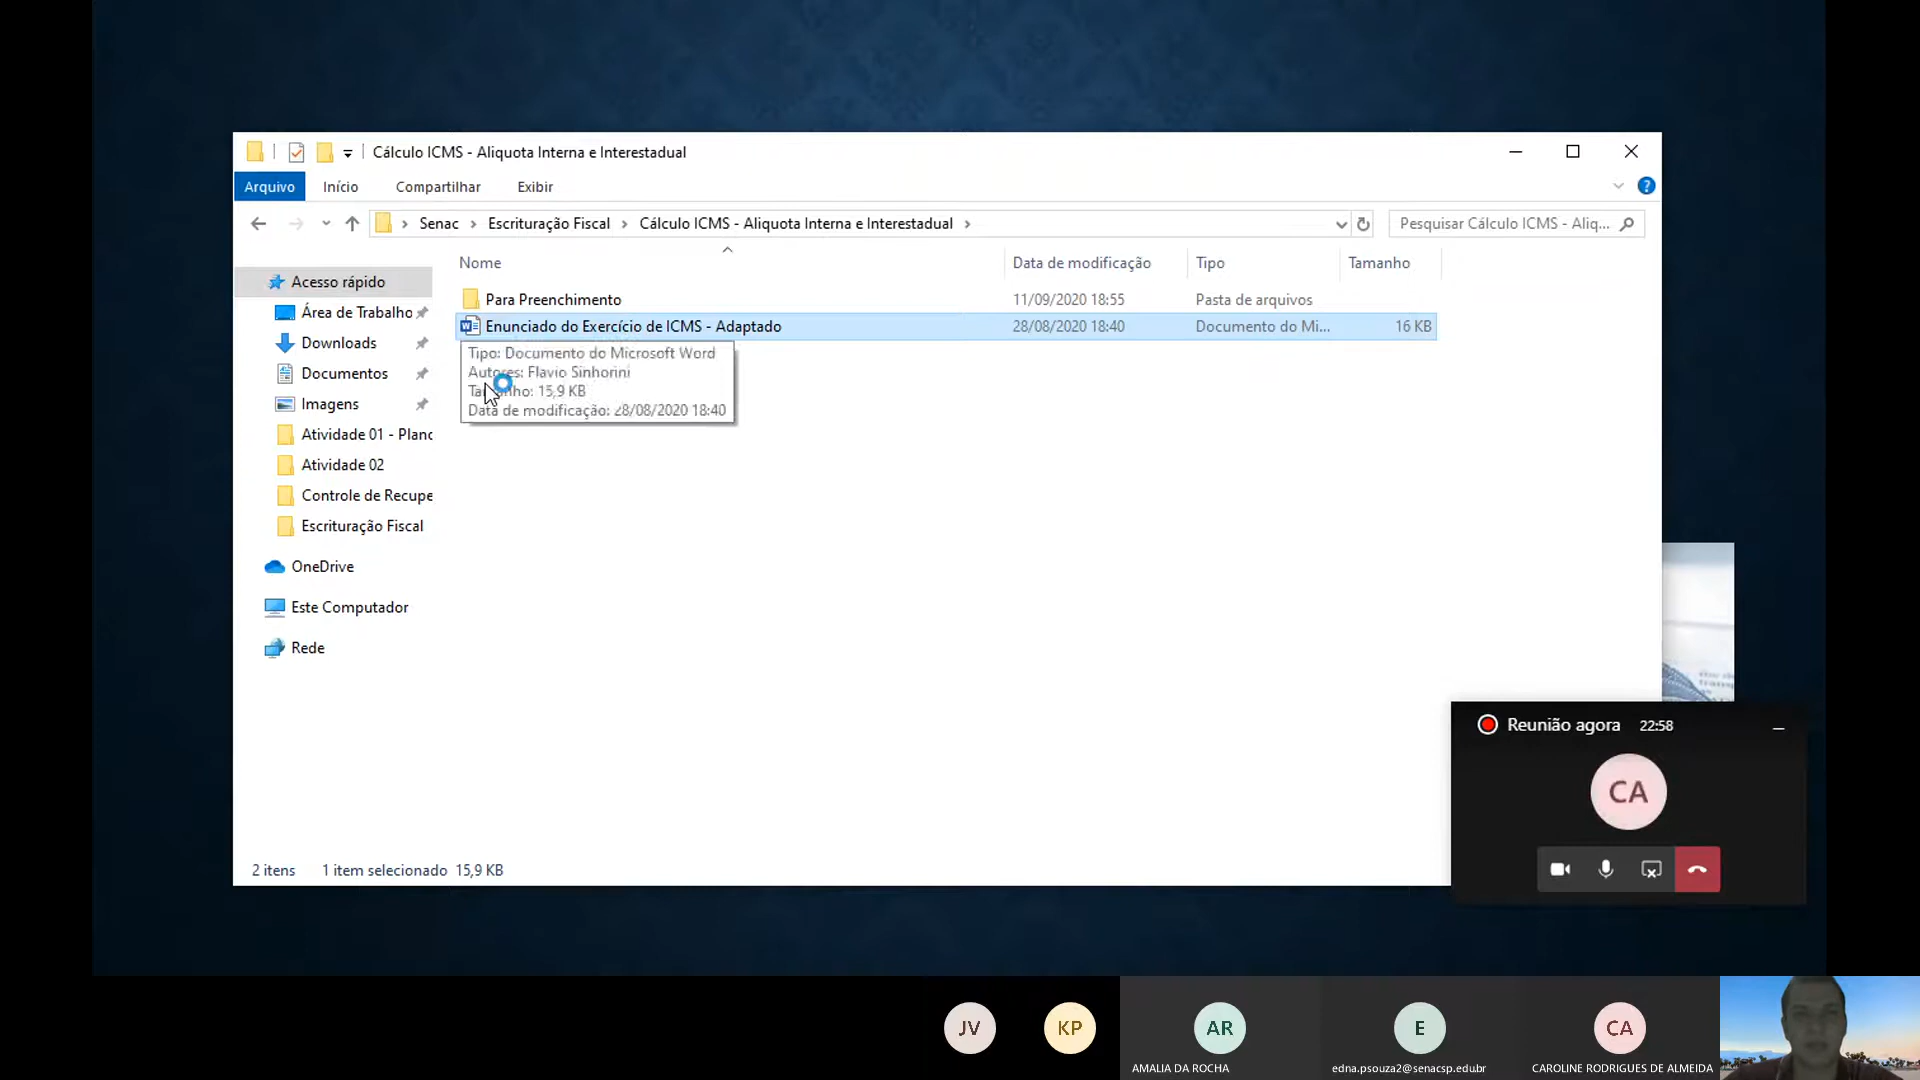 Cálculo ICMS - Aliquota Interna e Interestadual
Arquivo Início Compartilhar Exibir
Senac Escrituração Fiscal Cálculo ICMS - Aliquota Interna e Interestadual
Pesquisar Cálculo ICMS - Aliq...
Nome Data de modificação Tipo Tamanho
Para Preenchimento 11/09/2020 18:55 Pasta de arquivos
Enunciado do Exercício de ICMS - Adaptado 28/08/2020 18:40 Documento do Mi... 16 KB
Tipo: Documento do Microsoft Word
Autores: Flavio Sinhorini
Tamanho: 15,9 KB
Data de modificação: 28/08/2020 18:40
Acesso rápido
Área de Trabalho
Downloads
Documentos
Imagens
Atividade 01 - Plano
Atividade 02
Controle de Recupe
Escrituração Fiscal
OneDrive
Este Computador
Rede
2 itens 1 item selecionado 15,9 KB
Reunião agora 22:58
CA
JV
KP
AR
AMALIA DA ROCHA
E
edna.psouza2@senacsp.edu.br
CA
CAROLINE RODRIGUES DE ALMEIDA